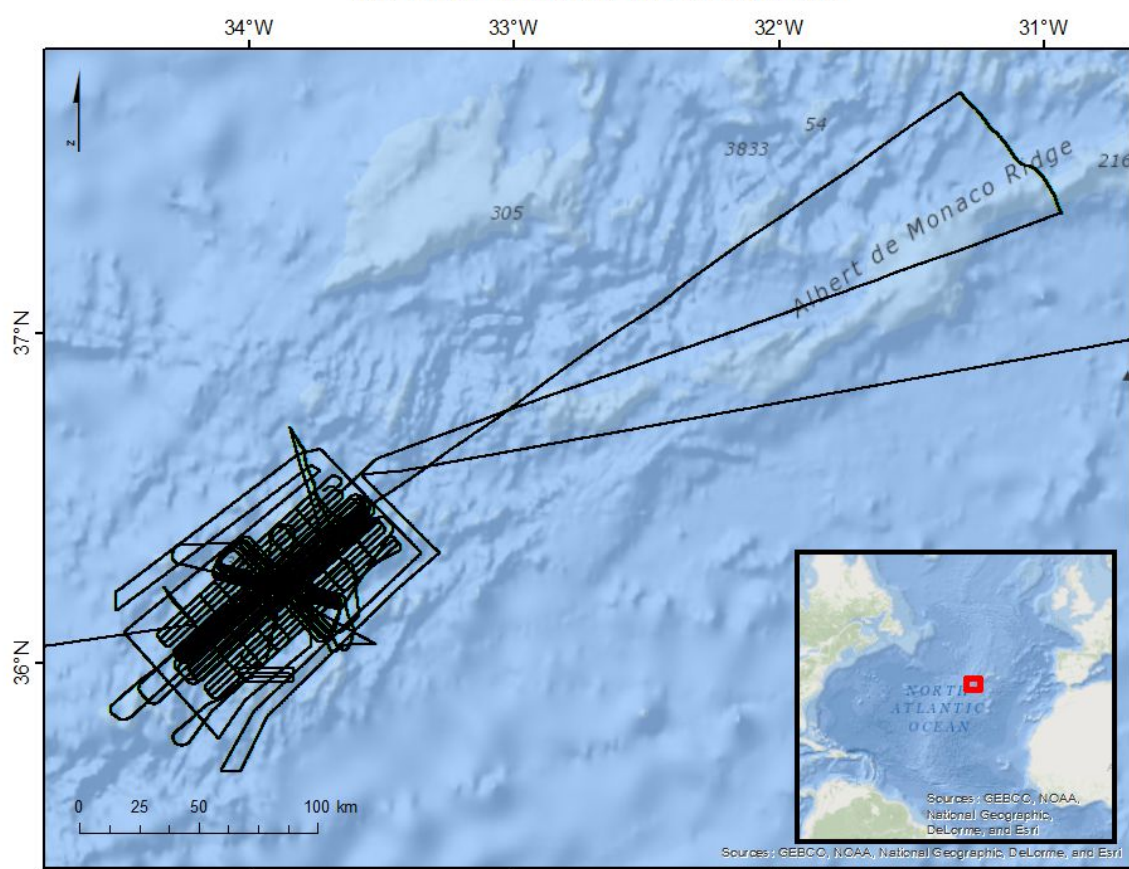 34°W 33°W 32°W 31°W
N
54
3833
216
305
Albert de Monaco Ridge
37°N
36°N
0 25 50 100 km
NORTH
ATLANTIC
OCEAN
Sources: GEBCO, NOAA,
National Geographic,
DeLorme, and Esri
Sources: GEBCO, NOAA, National Geographic, DeLorme, and Esri